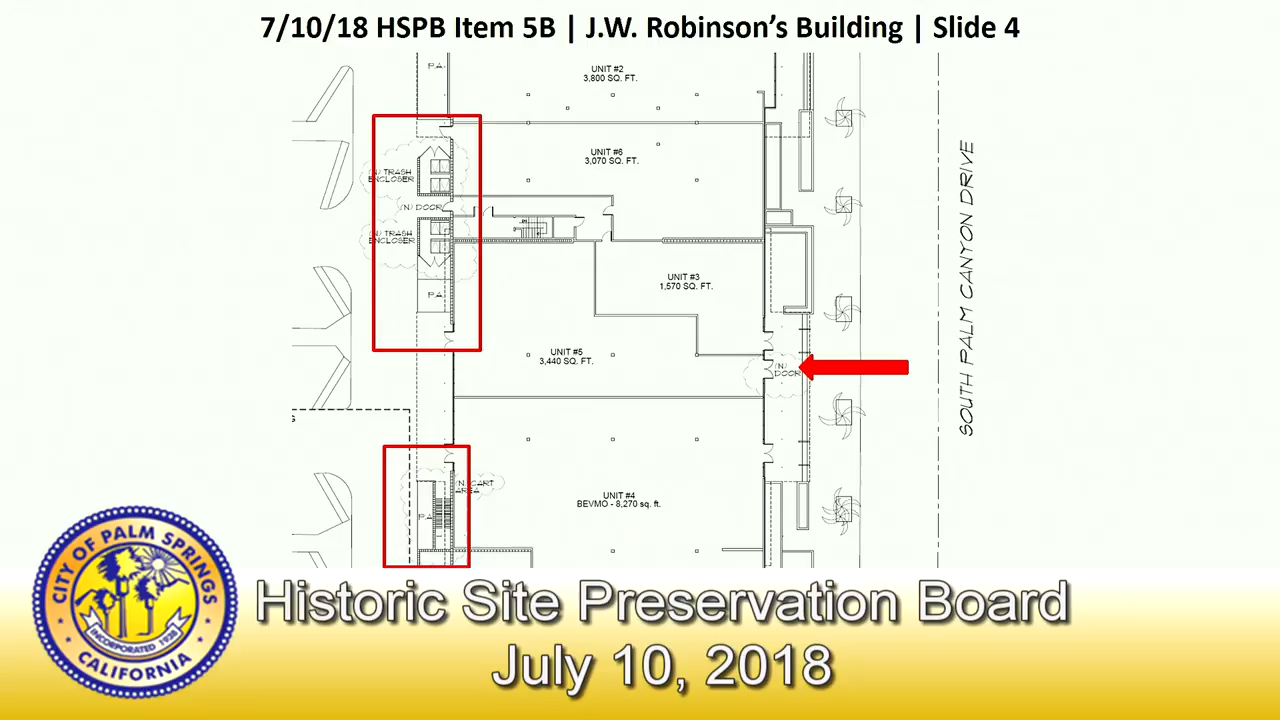 7/10/18 HSPB Item 5B | J.W. Robinson’s Building | Slide 4
P.A.
UNIT #2
3,800 SQ. FT.
UNIT #6
3,070 SQ. FT.
(N) TRASH
ENCLOSER
(N) DOOR
(N) TRASH
ENCLOSER
P.A.
UNIT #3
1,570 SQ. FT.
UNIT #5
3,440 SQ. FT.
(N)
DOOR
SOUTH PALM CANYON DRIVE
(N) CART
AREA
P.A.
UNIT #4
BEVMO - 8,270 sq. ft.
CITY OF PALM SPRINGS
INCORPORATED 1938
CALIFORNIA
Historic Site Preservation Board
July 10, 2018